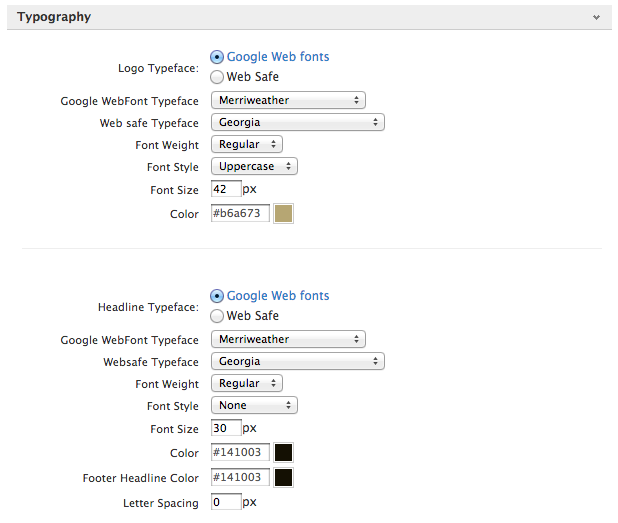 Typography
Logo Typeface:
Google Web fonts
Web Safe
Google WebFont Typeface Merriweather
Web safe Typeface Georgia
Font Weight Regular
Font Style Uppercase
Font Size 42 px
Color #b6a673
Headline Typeface:
Google Web fonts
Web Safe
Google WebFont Typeface Merriweather
Websafe Typeface Georgia
Font Weight Regular
Font Style None
Font Size 30 px
Color #141003
Footer Headline Color #141003
Letter Spacing 0 px